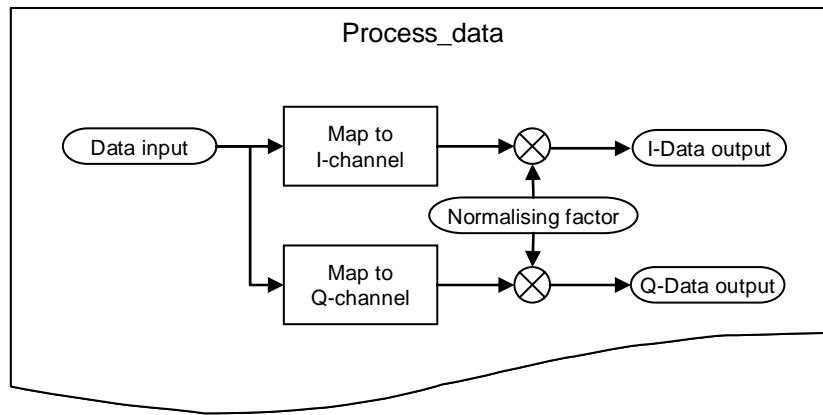 Process_data
Data input
Map to
I-channel
I-Data output
Normalising factor
Map to
Q-channel
Q-Data output